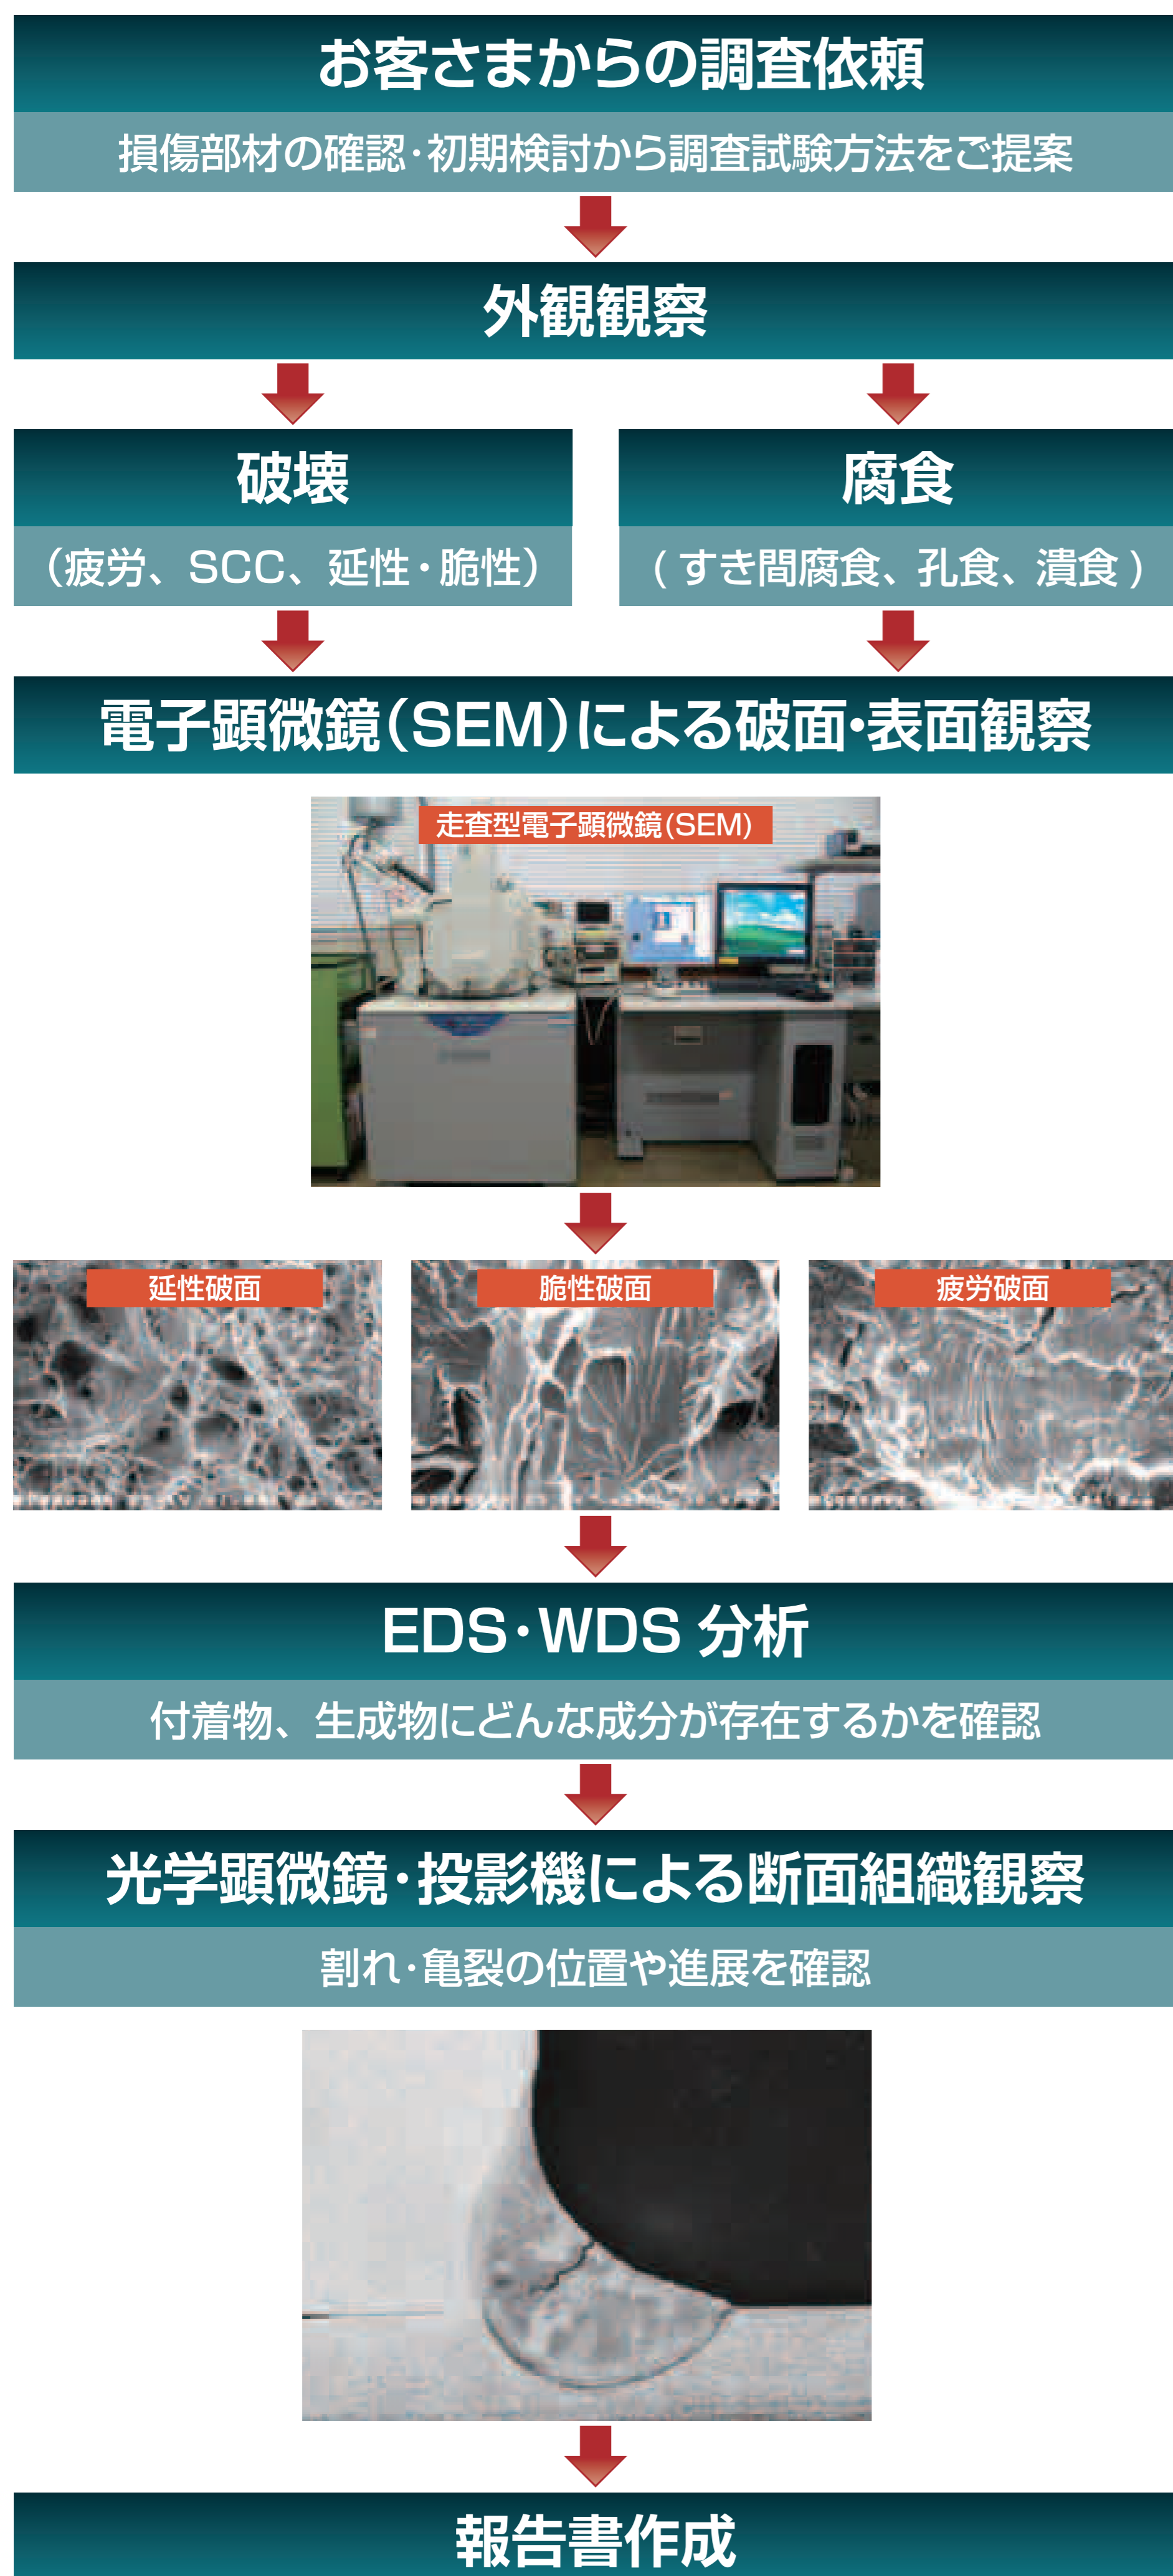 お客さまからの調査依頼
損傷部材の確認・初期検討から調査試験方法をご提案
外観観察
破壊
(疲労、SCC、延性・脆性)
腐食
(すき間腐食、孔食、潰食)
電子顕微鏡(SEM)による破面・表面観察
走査型電子顕微鏡(SEM)
延性破面
脆性破面
疲労破面
EDS・WDS 分析
付着物、生成物にどんな成分が存在するかを確認
光学顕微鏡・投影機による断面組織観察
割れ・亀裂の位置や進展を確認
報告書作成